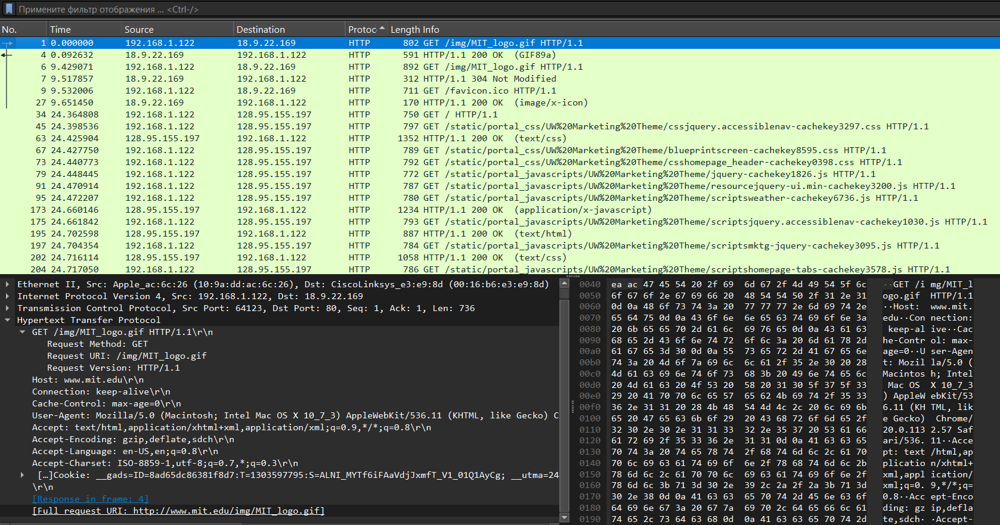 Примените фильтр отображения ... <Ctrl-/>
No. Time Source Destination Protoc Length Info
1 0.000000 192.168.1.122 18.9.22.169 HTTP 802 GET /img/MIT_logo.gif HTTP/1.1
4 0.092632 18.9.22.169 192.168.1.122 HTTP 591 HTTP/1.1 200 OK (GIF89a)
6 9.429071 192.168.1.122 18.9.22.169 HTTP 892 GET /img/MIT_logo.gif HTTP/1.1
7 9.517857 18.9.22.169 192.168.1.122 HTTP 312 HTTP/1.1 304 Not Modified
9 9.532006 192.168.1.122 18.9.22.169 HTTP 711 GET /favicon.ico HTTP/1.1
27 9.651450 18.9.22.169 192.168.1.122 HTTP 170 HTTP/1.1 200 OK (image/x-icon)
34 24.364808 192.168.1.122 128.95.155.197 HTTP 750 GET / HTTP/1.1
45 24.398536 192.168.1.122 128.95.155.197 HTTP 797 GET /static/portal_css/UW%20Marketing%20Theme/cssjquery.accessiblenav-cachekey3297.css HTTP/1.1
63 24.425904 128.95.155.197 192.168.1.122 HTTP 1352 HTTP/1.1 200 OK (text/css)
67 24.427750 192.168.1.122 128.95.155.197 HTTP 789 GET /static/portal_css/UW%20Marketing%20Theme/blueprintscreen-cachekey8595.css HTTP/1.1
73 24.440773 192.168.1.122 128.95.155.197 HTTP 792 GET /static/portal_css/UW%20Marketing%20Theme/csshomepage_header-cachekey0398.css HTTP/1.1
79 24.448445 192.168.1.122 128.95.155.197 HTTP 772 GET /static/portal_javascripts/UW%20Marketing%20Theme/jquery-cachekey1826.js HTTP/1.1
91 24.470914 192.168.1.122 128.95.155.197 HTTP 787 GET /static/portal_javascripts/UW%20Marketing%20Theme/resourcejquery-ui.min-cachekey3200.js HTTP/1.1
95 24.472207 192.168.1.122 128.95.155.197 HTTP 780 GET /static/portal_javascripts/UW%20Marketing%20Theme/scriptsweather-cachekey6736.js HTTP/1.1
173 24.660146 128.95.155.197 192.168.1.122 HTTP 1234 HTTP/1.1 200 OK (application/x-javascript)
175 24.661842 192.168.1.122 128.95.155.197 HTTP 793 GET /static/portal_javascripts/UW%20Marketing%20Theme/scriptsjquery.accessiblenav-cachekey1030.js HTTP/1.1
195 24.702598 128.95.155.197 192.168.1.122 HTTP 887 HTTP/1.1 200 OK (text/html)
197 24.704354 192.168.1.122 128.95.155.197 HTTP 784 GET /static/portal_javascripts/UW%20Marketing%20Theme/scriptsmktg-jquery-cachekey3095.js HTTP/1.1
202 24.716114 128.95.155.197 192.168.1.122 HTTP 1058 HTTP/1.1 200 OK (text/css)
204 24.717050 192.168.1.122 128.95.155.197 HTTP 786 GET /static/portal_javascripts/UW%20Marketing%20Theme/scriptshomepage-tabs-cachekey3578.js HTTP/1.1
Ethernet II, Src: Apple_ac:6c:26 (10:9a:dd:ac:6c:26), Dst: CiscoLinksys_e3:e9:8d (00:16:b6:e3:e9:8d)
Internet Protocol Version 4, Src: 192.168.1.122, Dst: 18.9.22.169
Transmission Control Protocol, Src Port: 64123, Dst Port: 80, Seq: 1, Ack: 1, Len: 736
Hypertext Transfer Protocol
GET /img/MIT_logo.gif HTTP/1.1\r\n
Request Method: GET
Request URI: /img/MIT_logo.gif
Request Version: HTTP/1.1
Host: www.mit.edu\r\n
Connection: keep-alive\r\n
Cache-Control: max-age=0\r\n
User-Agent: Mozilla/5.0 (Macintosh; Intel Mac OS X 10_7_3) AppleWebKit/536.11 (KHTML, like Gecko) C
Accept: text/html,application/xhtml+xml,application/xml;q=0.9,*/*;q=0.8\r\n
Accept-Encoding: gzip,deflate,sdch\r\n
Accept-Language: en-US,en;q=0.8\r\n
Accept-Charset: ISO-8859-1,utf-8;q=0.7,*;q=0.3\r\n
[…]Cookie: __gads=ID=8ad65dc86381f8d7:T=1303597795:S=ALNI_MYTf6iFAaVdjJxmfT_V1_01Q1AyCg; __utma=24
\r\n
[Response in frame: 4]
[Full request URI: http://www.mit.edu/img/MIT_logo.gif]
0040 ea ac 47 45 54 20 2f 69 6d 67 2f 4d 49 54 5f 6c ··GET /i mg/MIT_l
0050 6f 67 6f 2e 67 69 66 20 48 54 54 50 2f 31 2e 31 ogo.gif HTTP/1.1
0060 0d 0a 48 6f 73 74 3a 20 77 77 77 2e 6d 69 74 2e ··Host: www.mit.
0070 65 64 75 0d 0a 43 6f 6e 6e 65 63 74 69 6f 6e 3a edu··Con nection:
0080 20 6b 65 65 70 2d 61 6c 69 76 65 0d 0a 43 61 63 keep-al ive··Cac
0090 68 65 2d 43 6f 6e 74 72 6f 6c 3a 20 6d 61 78 2d he-Contr ol: max-
00a0 61 67 65 3d 30 0d 0a 55 73 65 72 2d 41 67 65 6e age=0··U ser-Agen
00b0 74 3a 20 4d 6f 7a 69 6c 6c 61 2f 35 2e 30 20 28 t: Mozil la/5.0 (
00c0 4d 61 63 69 6e 74 6f 73 68 3b 20 49 6e 74 65 6c Macintos h; Intel
00d0 20 4d 61 63 20 4f 53 20 58 20 31 30 5f 37 5f 33 Mac OS X 10_7_3
00e0 29 20 41 70 70 6c 65 57 65 62 4b 69 74 2f 35 33 ) AppleW ebKit/53
00f0 36 2e 31 31 20 28 4b 48 54 4d 4c 2c 20 6c 69 6b 6.11 (KH TML, lik
0100 65 20 47 65 63 6b 6f 29 20 43 68 72 6f 6d 65 2f e Gecko) Chrome/
0110 32 30 2e 30 2e 31 31 33 32 2e 35 37 20 53 61 66 20.0.113 2.57 Saf
0120 61 72 69 2f 35 33 36 2e 31 31 0d 0a 41 63 63 65 ari/536. 11··Acce
0130 70 74 3a 20 74 65 78 74 2f 68 74 6d 6c 2c 61 70 pt: text /html,ap
0140 70 6c 69 63 61 74 69 6f 6e 2f 78 68 74 6d 6c 2b plicatio n/xhtml+
0150 78 6d 6c 2c 61 70 70 6c 69 63 61 74 69 6f 6e 2f xml,appl ication/
0160 78 6d 6c 3b 71 3d 30 2e 39 2c 2a 2f 2a 3b 71 3d xml;q=0. 9,*/*;q=
0170 30 2e 38 0d 0a 41 63 63 65 70 74 2d 45 6e 63 6f 0.8··Acc ept-Enco
0180 64 69 6e 67 3a 20 67 7a 69 70 2c 64 65 66 6c 61 ding: gz ip,defla
0190 74 65 2c 73 64 63 68 0d 0a 41 63 63 65 70 74 2d te,sdch· ·Accept-